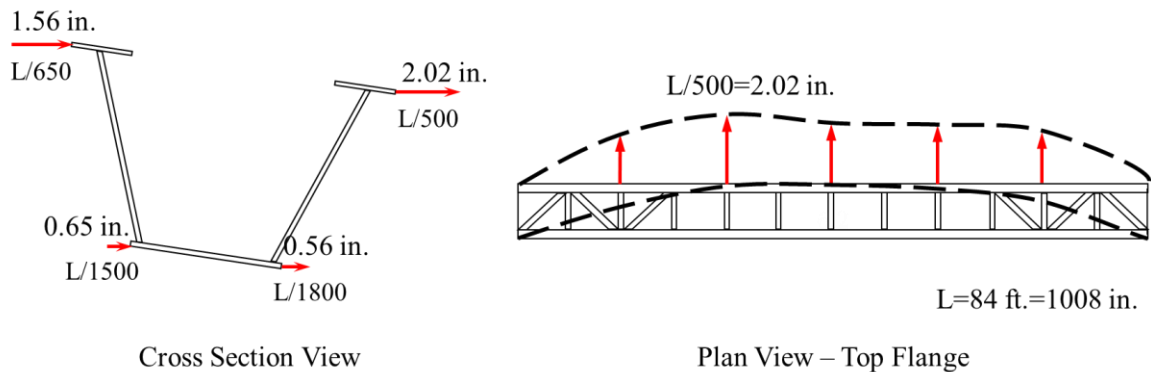 1.56 in.
L/650
2.02 in.
L/500
0.65 in.
L/1500
0.56 in.
L/1800
Cross Section View
L/500=2.02 in.
L=84 ft.=1008 in.
Plan View – Top Flange